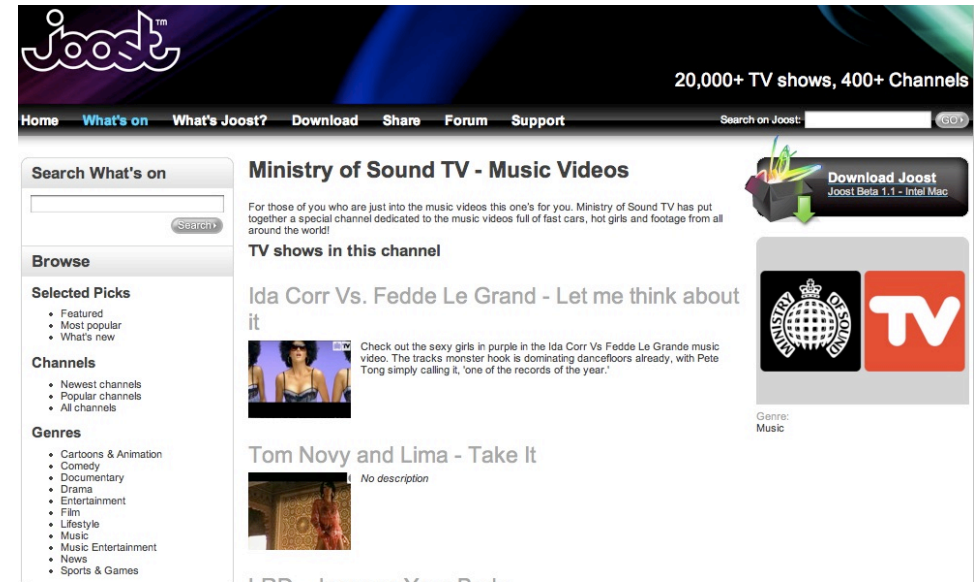 Joost™
20,000+ TV shows, 400+ Channels
Home What's on What's Joost? Download Share Forum Support Search on Joost: GO
Search What's on
Search
Browse
Selected Picks
Featured
Most popular
What's new
Channels
Newest channels
Popular channels
All channels
Genres
Cartoons & Animation
Comedy
Documentary
Drama
Entertainment
Film
Lifestyle
Music
Music Entertainment
News
Sports & Games
Ministry of Sound TV - Music Videos
For those of you who are just into the music videos this one's for you. Ministry of Sound TV has put
together a special channel dedicated to the music videos full of fast cars, hot girls and footage from all
around the world!
TV shows in this channel
Ida Corr Vs. Fedde Le Grand - Let me think about
it
TV
Check out the sexy girls in purple in the Ida Corr Vs Fedde Le Grande music
video. The tracks monster hook is dominating dancefloors already, with Pete
Tong simply calling it, 'one of the records of the year.'
Tom Novy and Lima - Take It
No description
Download Joost
Joost Beta 1.1 - Intel Mac
MINISTRY OF SOUND
TV
Genre:
Music